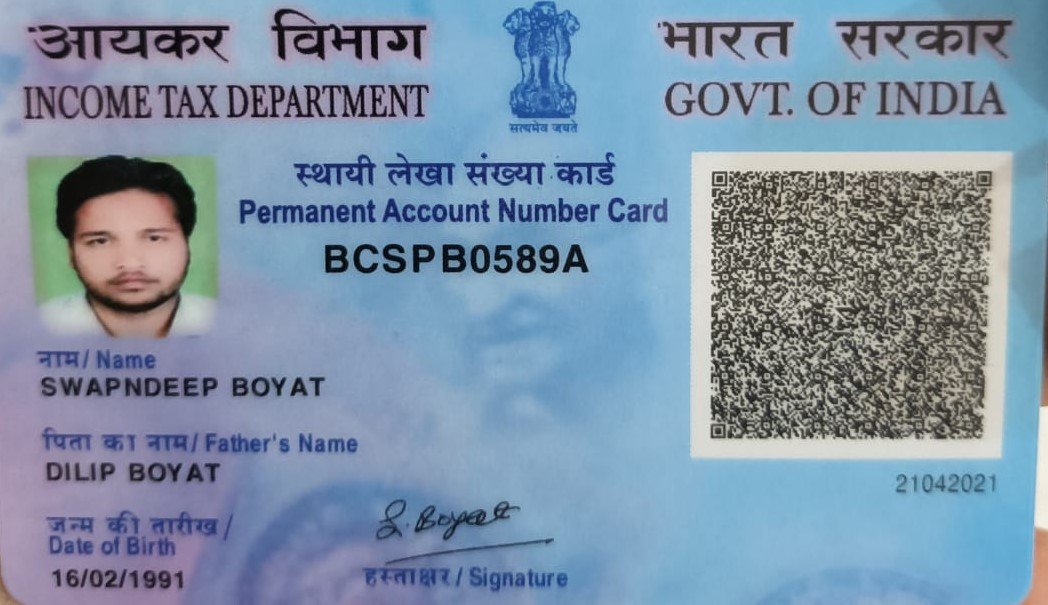 आयकर विभाग
INCOME TAX DEPARTMENT
सत्यमेव जयते
भारत सरकार
GOVT. OF INDIA
स्थायी लेखा संख्या कार्ड
Permanent Account Number Card
BCSPB0589A
नाम/ Name
SWAPNDEEP BOYAT
पिता का नाम/ Father's Name
DILIP BOYAT
जन्म की तारीख/
Date of Birth
16/02/1991
S. Boyat
हस्ताक्षर/ Signature
21042021